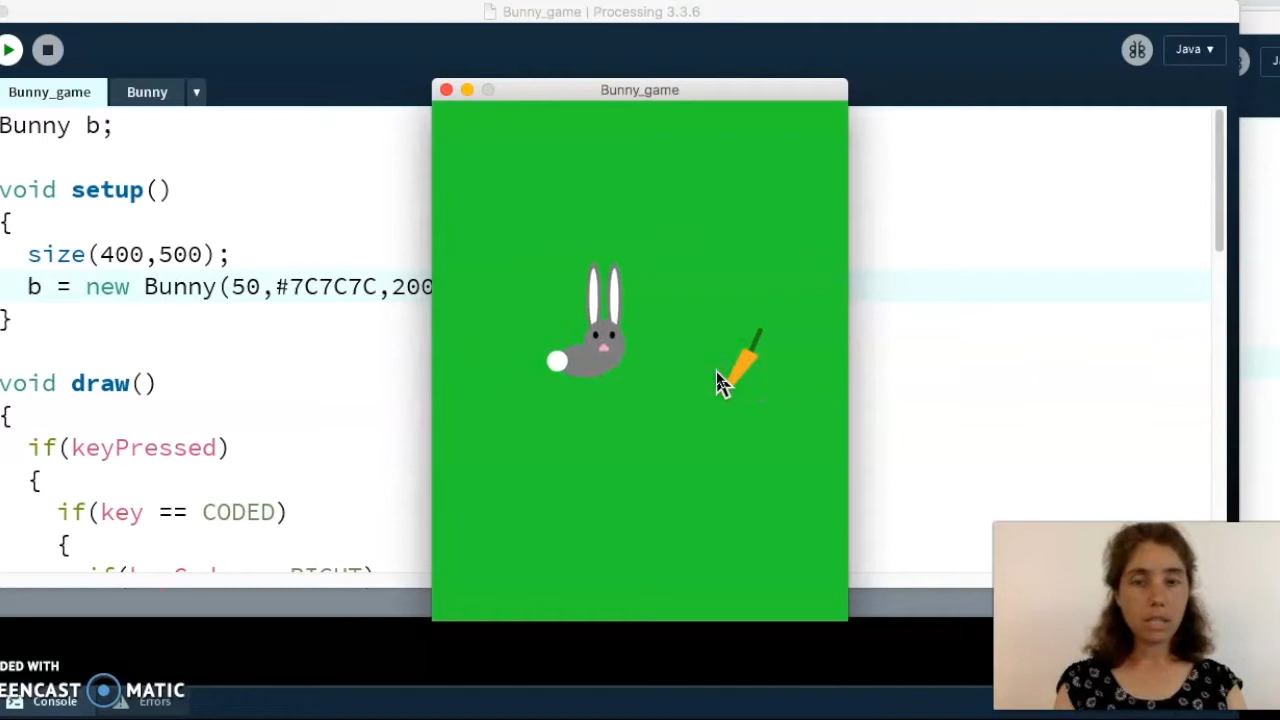 Bunny_game | Processing 3.3.6
Java ▾
Bunny_game
Bunny
▾
Bunny_game
Bunny b;
void setup()
{
size(400,500);
b = new Bunny(50,#7C7C7C,200
}
void draw()
{
if(keyPressed)
{
if(key == CODED)
{
DED WITH
EENCAST MATIC
Console
Errors